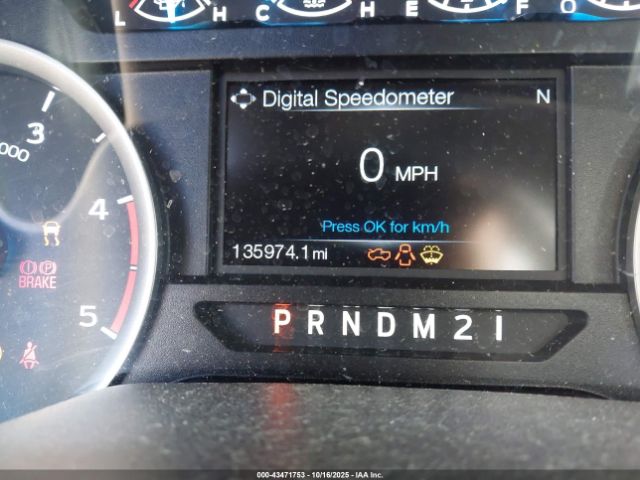 L H C H E F O
Digital Speedometer N
3
000
0 MPH
4
Press OK for km/h
135974.1 mi
BRAKE
5
P R N D M 2 1
000-43471753 | 10/16/2025 | IAA Inc.